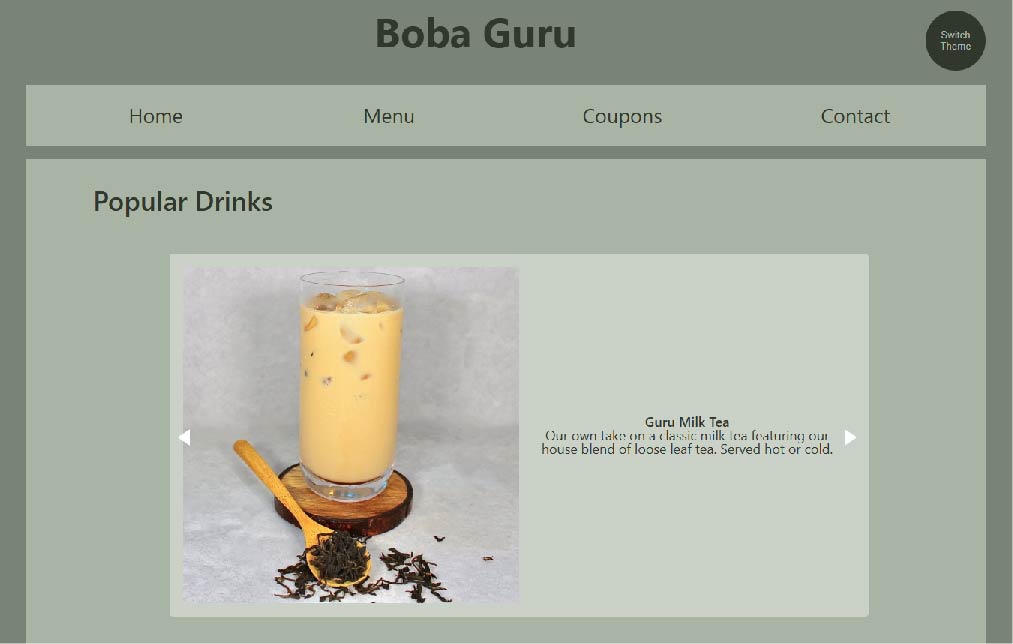 Boba Guru
Switch
Theme
Home Menu Coupons Contact
Popular Drinks
Guru Milk Tea
Our own take on a classic milk tea featuring our
house blend of loose leaf tea. Served hot or cold.